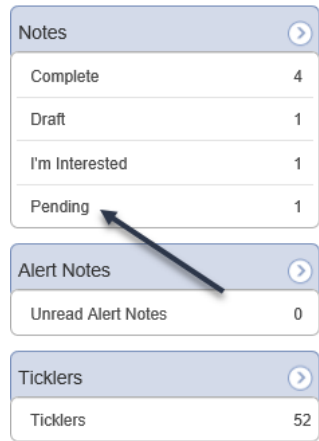 Notes
Complete 4
Draft 1
I'm Interested 1
Pending 1
Alert Notes
Unread Alert Notes 0
Ticklers
Ticklers 52